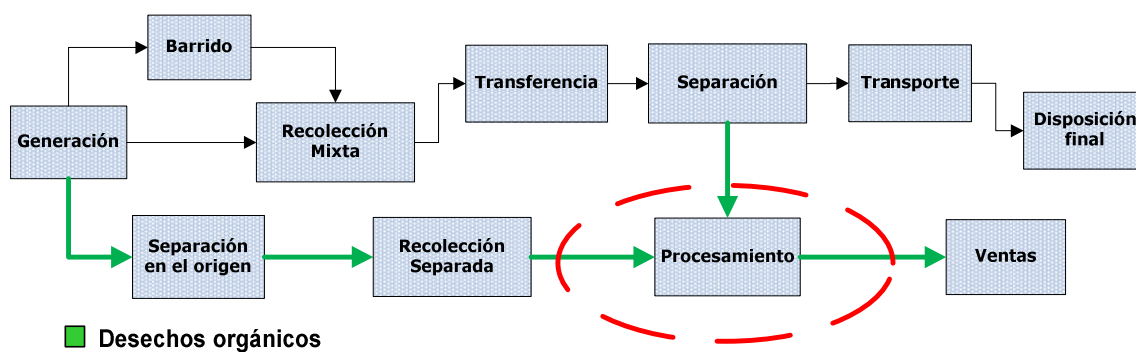 Barrido
Transferencia
Separación
Transporte
Generación
Recolección
Mixta
Disposición
final
Separación
en el origen
Recolección
Separada
Procesamiento
Ventas
Desechos orgánicos